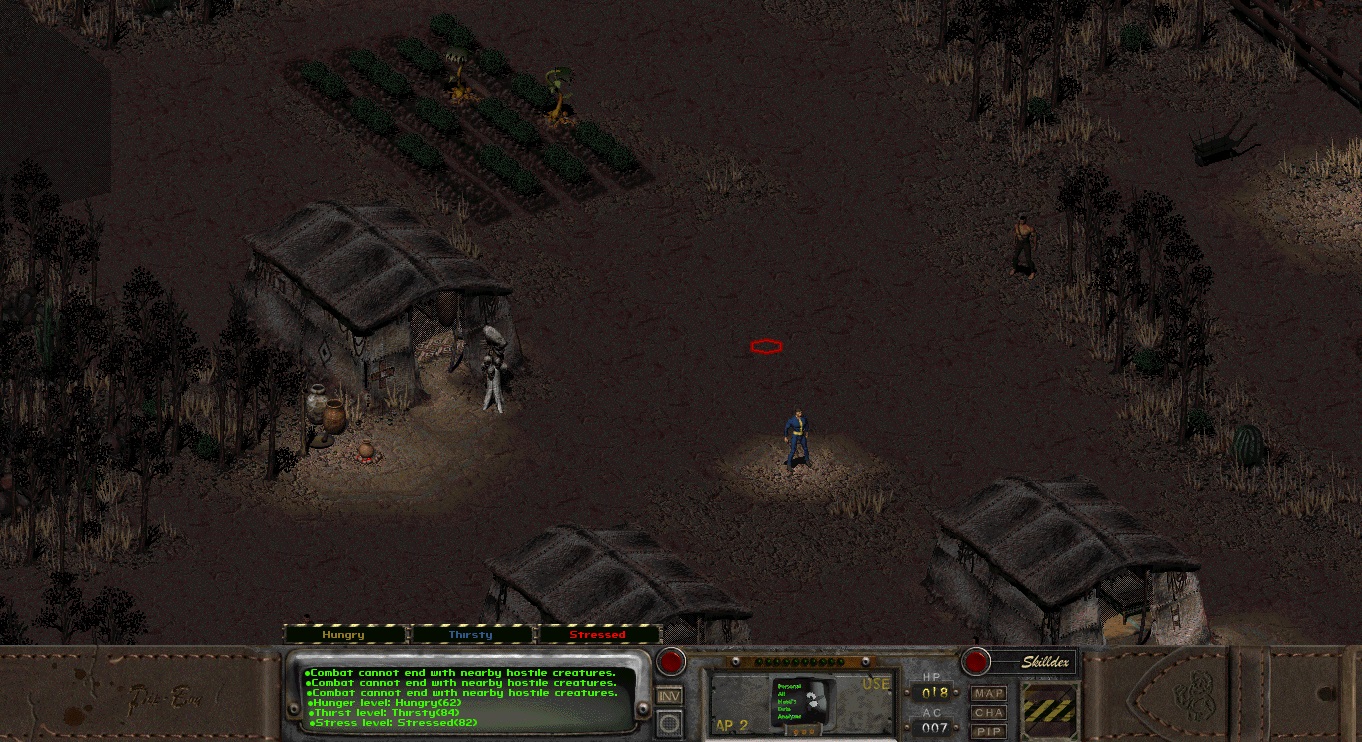 Hungry
Thirsty
Stressed
•Combat cannot end with nearby hostile creatures.
•Combat cannot end with nearby hostile creatures.
•Combat cannot end with nearby hostile creatures.
•Hunger level: Hungry(62)
•Thirst level: Thirsty(84)
•Stress level: Stressed(82)
INV
USE
AP 2
HP
018
AC
007
Skilldex
MAP
CHA
PIP